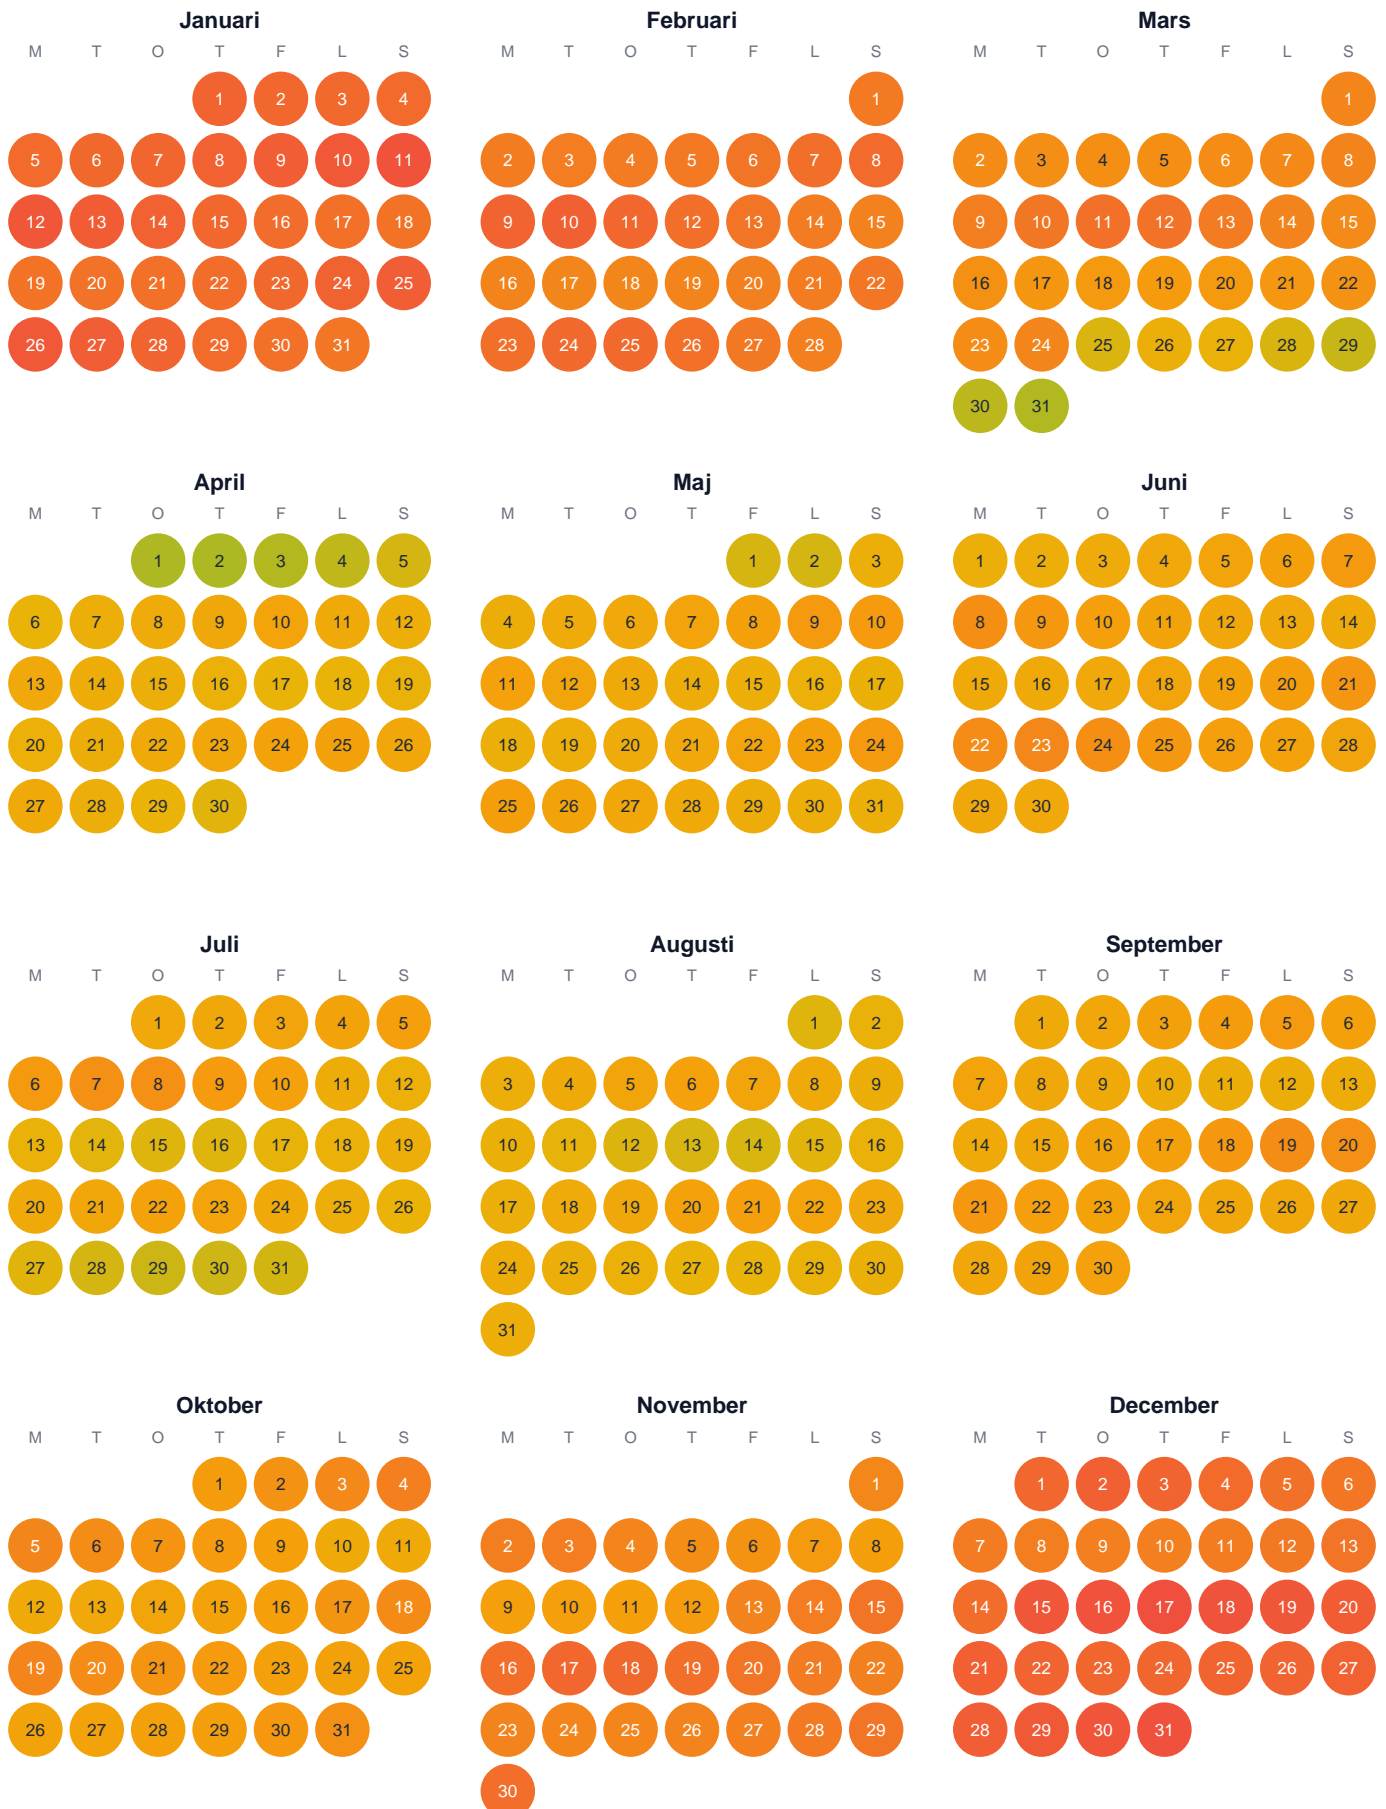 Januari Februari Mars
M T O T F L S M T O T F L S M T O T F L S
1 2 3 4 1 1
5 6 7 8 9 10 11 2 3 4 5 6 7 8 2 3 4 5 6 7 8
12 13 14 15 16 17 18 9 10 11 12 13 14 15 9 10 11 12 13 14 15
19 20 21 22 23 24 25 16 17 18 19 20 21 22 16 17 18 19 20 21 22
26 27 28 29 30 31 23 24 25 26 27 28 23 24 25 26 27 28 29
30 31
April Maj Juni
M T O T F L S M T O T F L S M T O T F L S
1 2 3 4 5 1 2 3 1 2 3 4 5 6 7
6 7 8 9 10 11 12 4 5 6 7 8 9 10 8 9 10 11 12 13 14
13 14 15 16 17 18 19 11 12 13 14 15 16 17 15 16 17 18 19 20 21
20 21 22 23 24 25 26 18 19 20 21 22 23 24 22 23 24 25 26 27 28
27 28 29 30 25 26 27 28 29 30 31 29 30
Juli Augusti September
M T O T F L S M T O T F L S M T O T F L S
1 2 3 4 5 1 2 1 2 3 4 5 6
6 7 8 9 10 11 12 3 4 5 6 7 8 9 7 8 9 10 11 12 13
13 14 15 16 17 18 19 10 11 12 13 14 15 16 14 15 16 17 18 19 20
20 21 22 23 24 25 26 17 18 19 20 21 22 23 21 22 23 24 25 26 27
27 28 29 30 31 24 25 26 27 28 29 30 28 29 30
31
Oktober November December
M T O T F L S M T O T F L S M T O T F L S
1 2 3 4 1 1 2 3 4 5 6
5 6 7 8 9 10 11 2 3 4 5 6 7 8 7 8 9 10 11 12 13
12 13 14 15 16 17 18 9 10 11 12 13 14 15 14 15 16 17 18 19 20
19 20 21 22 23 24 25 16 17 18 19 20 21 22 21 22 23 24 25 26 27
26 27 28 29 30 31 23 24 25 26 27 28 29 28 29 30 31
30